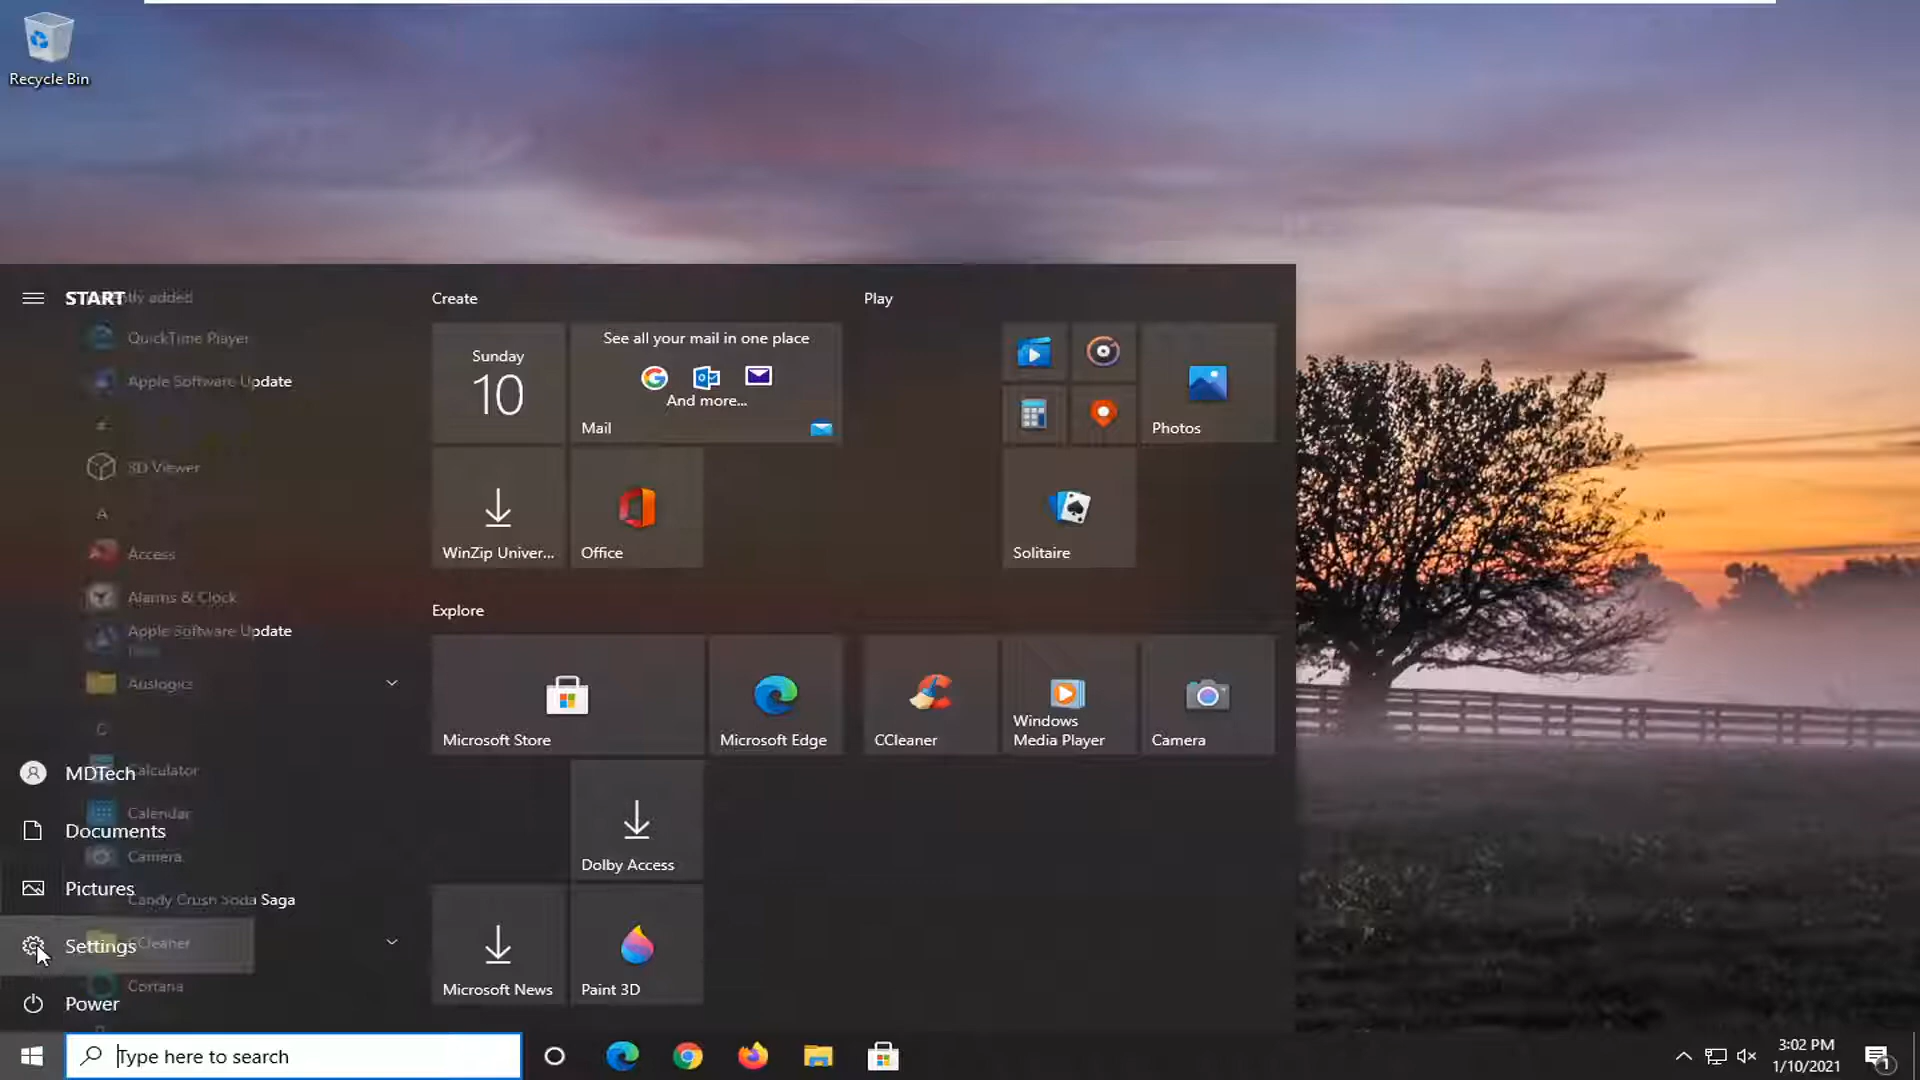 Recycle Bin
START
QuickTime Player
Apple Software Update
#
3D Viewer
A
Access
Alarms & Clock
Apple Software Update
Auslogics
C
MDTech
Calculator
Calendar
Documents
Camera
Pictures
Candy Crush Soda Saga
Settings
CCleaner
Cortana
Power
Create
Sunday
10
See all your mail in one place
And more...
Mail
WinZip Univer...
Office
Play
Photos
Solitaire
Explore
Microsoft Store
Microsoft Edge
CCleaner
Windows
Media Player
Camera
Dolby Access
Microsoft News
Paint 3D
Type here to search
3:02 PM
1/10/2021
1